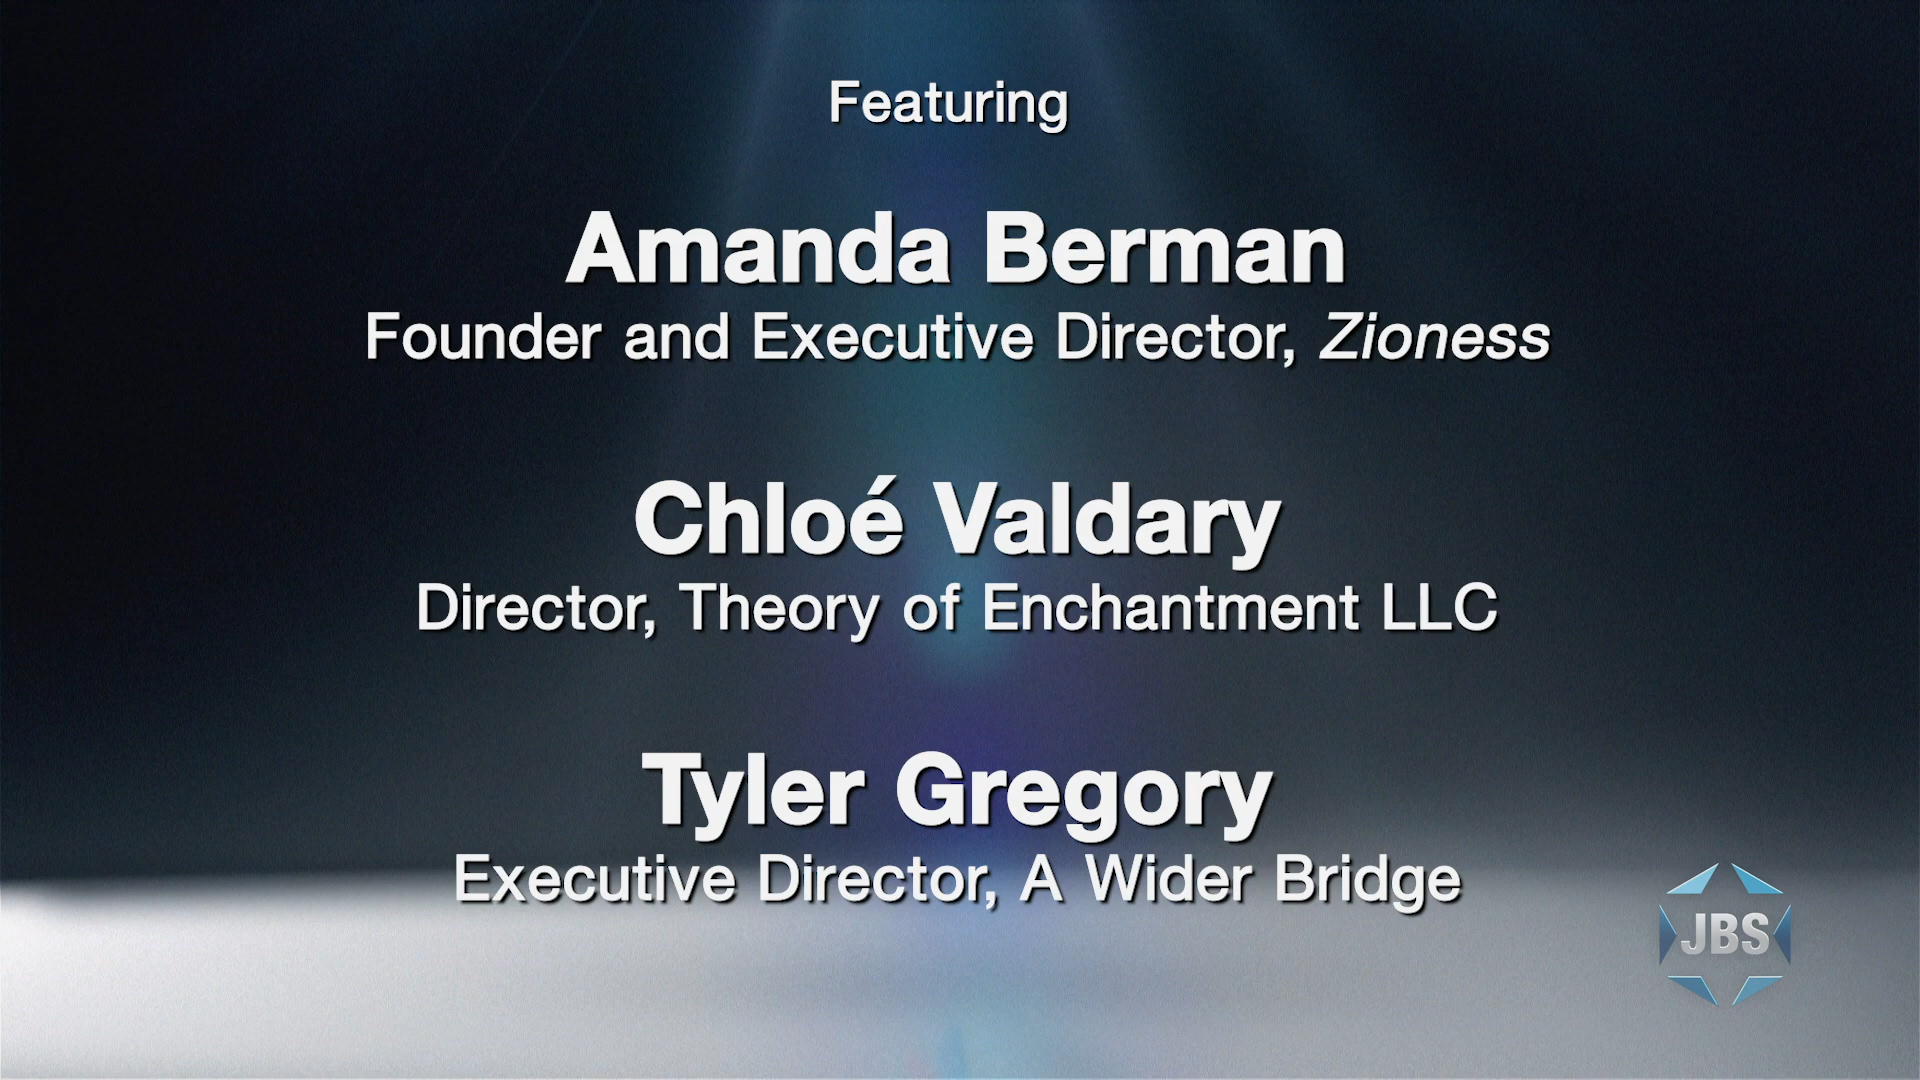 Featuring
Amanda Berman
Founder and Executive Director, Zioness
Chloé Valdary
Director, Theory of Enchantment LLC
Tyler Gregory
Executive Director, A Wider Bridge
JBS